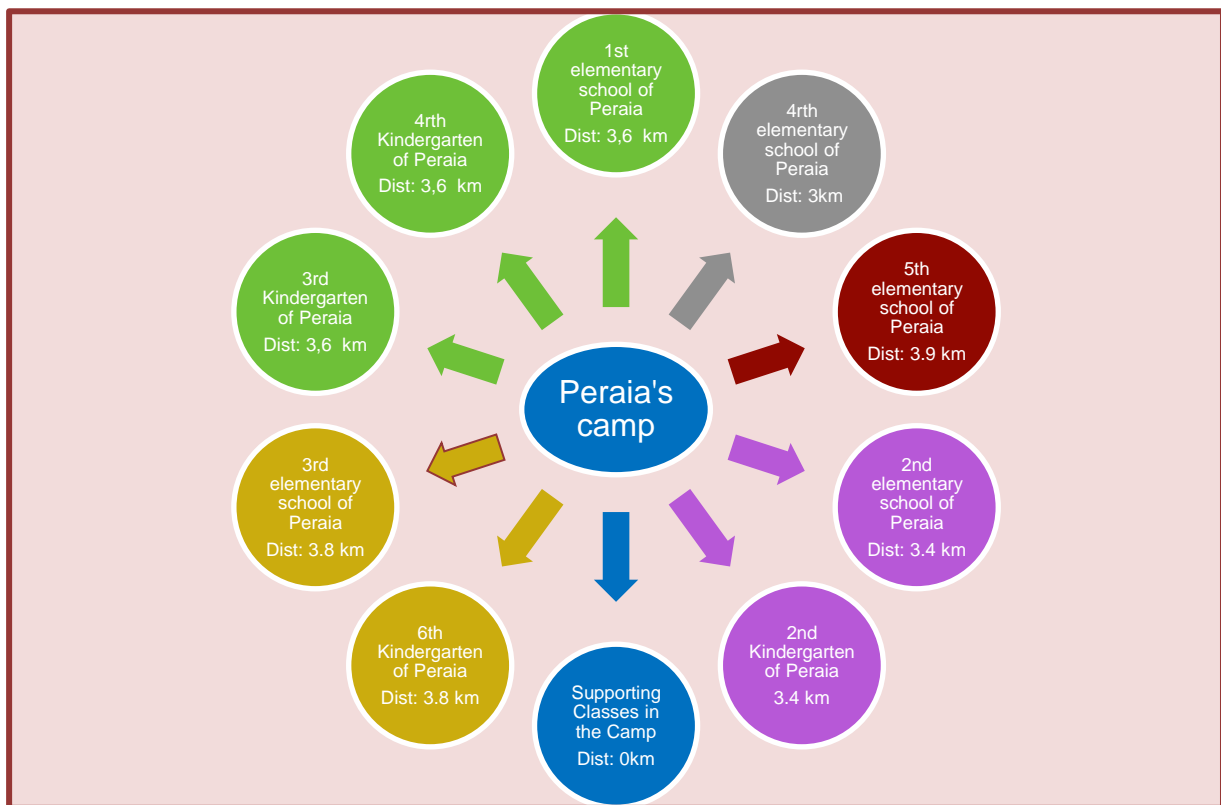 1st
elementary
school of
Peraia
Dist: 3,6 km
4rth
elementary
school of
Peraia
Dist: 3km
5th
elementary
school of
Peraia
Dist: 3.9 km
2nd
elementary
school of
Peraia
Dist: 3.4 km
2nd
Kindergarten
of Peraia
3.4 km
Supporting
Classes in
the Camp
Dist: 0km
6th
Kindergarten
of Peraia
Dist: 3.8 km
3rd
elementary
school of
Peraia
Dist: 3.8 km
3rd
Kindergarten
of Peraia
Dist: 3,6 km
4rth
Kindergarten
of Peraia
Dist: 3,6 km
Peraia's
camp